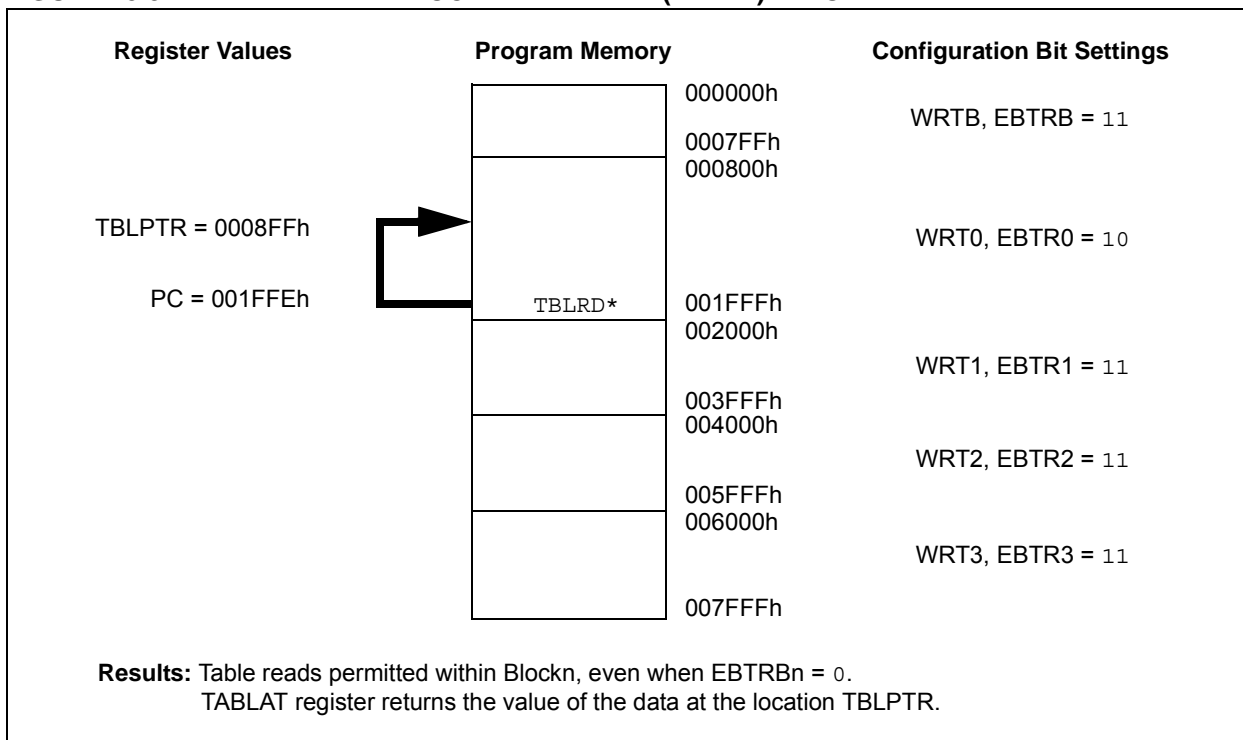 Register Values
Program Memory
Configuration Bit Settings
000000h
WRTB, EBTRB = 11
0007FFh
000800h
TBLPTR = 0008FFh
WRT0, EBTR0 = 10
PC = 001FFEh
TBLRD*
001FFFh
002000h
WRT1, EBTR1 = 11
003FFFh
004000h
WRT2, EBTR2 = 11
005FFFh
006000h
WRT3, EBTR3 = 11
007FFFh
Results: Table reads permitted within Blockn, even when EBTRBn = 0.
TABLAT register returns the value of the data at the location TBLPTR.